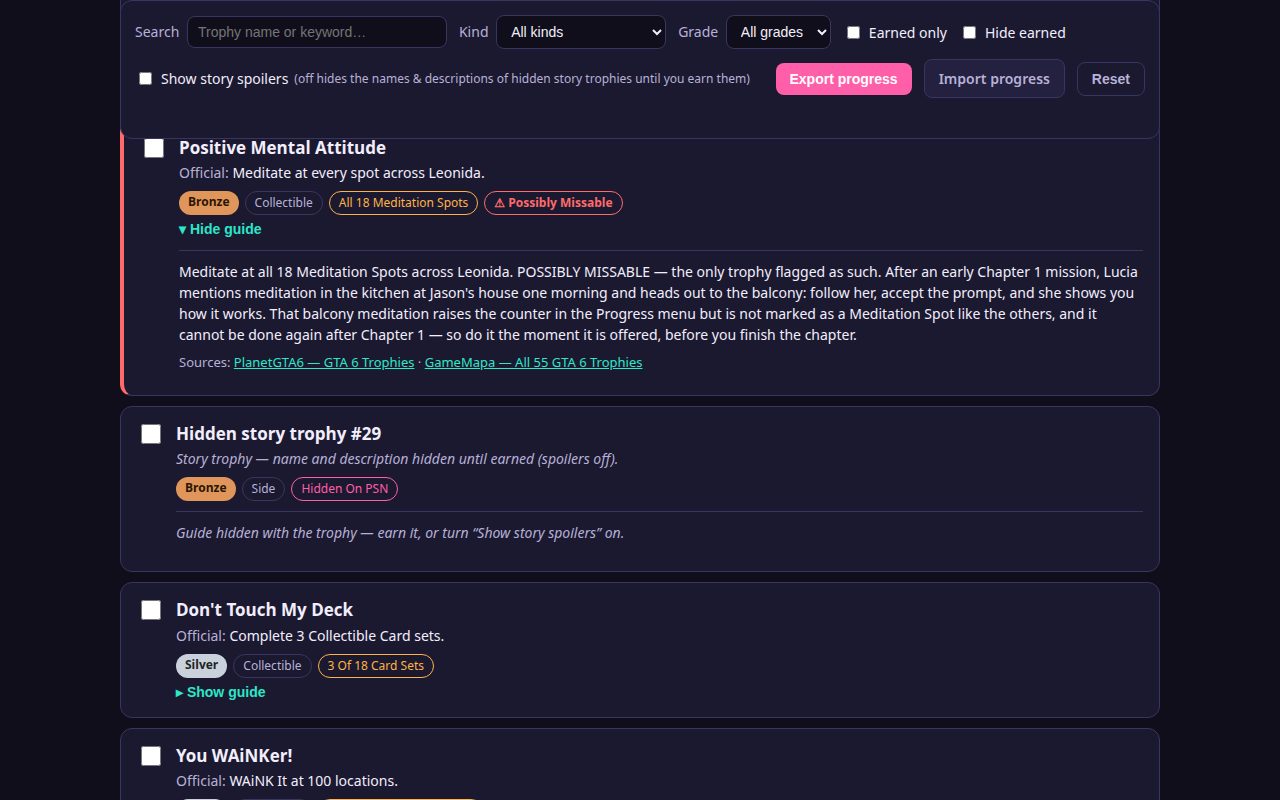 Search Trophy name or keyword… Kind All kinds Grade All grades Earned only Hide earned
Show story spoilers (off hides the names & descriptions of hidden story trophies until you earn them) Export progress Import progress Reset
Positive Mental Attitude
Official: Meditate at every spot across Leonida.
Bronze Collectible All 18 Meditation Spots ⚠ Possibly Missable
▾ Hide guide
Meditate at all 18 Meditation Spots across Leonida. POSSIBLY MISSABLE — the only trophy flagged as such. After an early Chapter 1 mission, Lucia
mentions meditation in the kitchen at Jason's house one morning and heads out to the balcony: follow her, accept the prompt, and she shows you
how it works. That balcony meditation raises the counter in the Progress menu but is not marked as a Meditation Spot like the others, and it
cannot be done again after Chapter 1 — so do it the moment it is offered, before you finish the chapter.
Sources: PlanetGTA6 — GTA 6 Trophies · GameMapa — All 55 GTA 6 Trophies
Hidden story trophy #29
Story trophy — name and description hidden until earned (spoilers off).
Bronze Side Hidden On PSN
Guide hidden with the trophy — earn it, or turn “Show story spoilers” on.
Don't Touch My Deck
Official: Complete 3 Collectible Card sets.
Silver Collectible 3 Of 18 Card Sets
▸ Show guide
You WAiNKer!
Official: WAiNK It at 100 locations.